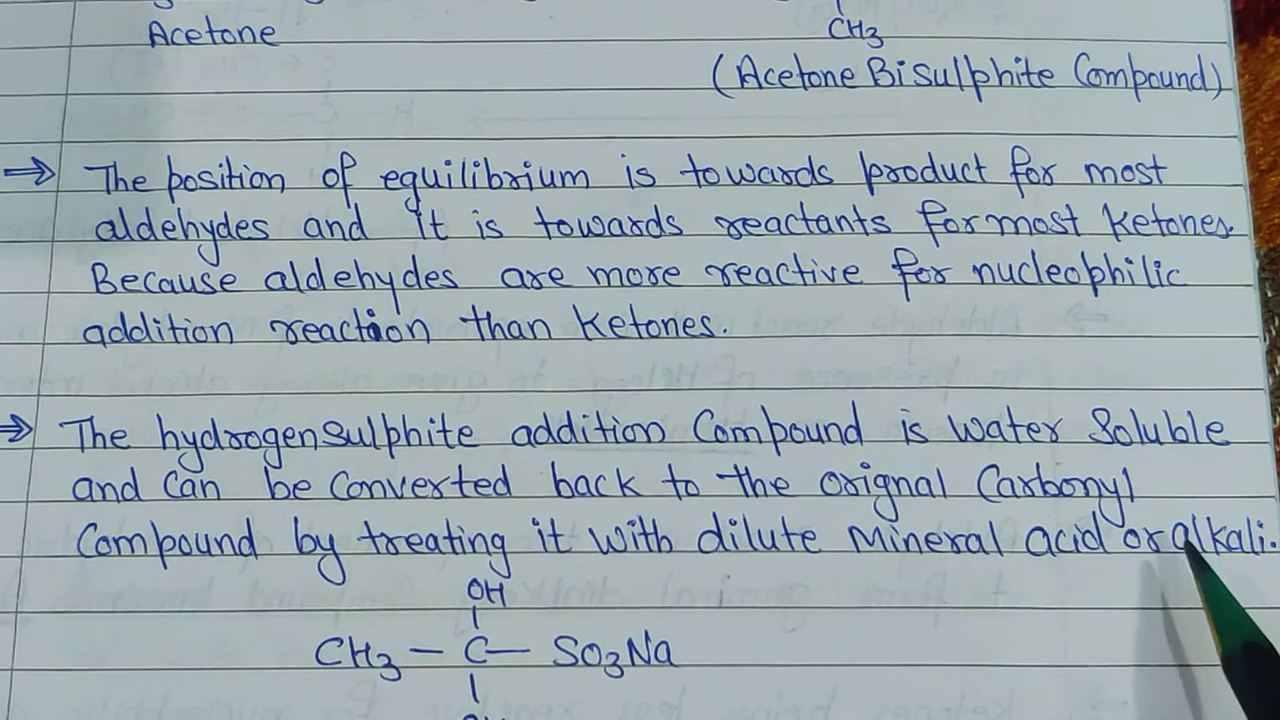 Acetone
CH3
(Acetone Bisulphite Compound)
⇒ The position of equilibrium is towards product for most
aldehydes and it is towards reactants for most Ketones.
Because aldehydes are more reactive for nucleophilic
addition reaction than Ketones.
⇒ The hydrogensulphite addition Compound is Water Soluble
and Can be Converted back to the orignal Carbonyl
Compound by treating it with dilute Mineral acid or alkali.
OH
CH3 – C – SO3Na